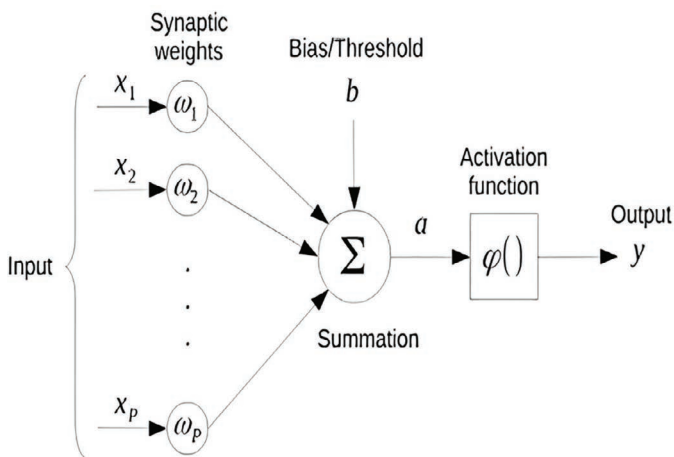 Synaptic
weights
Bias/Threshold
b
x₁
ω₁
x₂
ω₂
Activation
function
Output
y
Input
Σ
a
φ()
Summation
.
.
.
xₚ
ωₚ